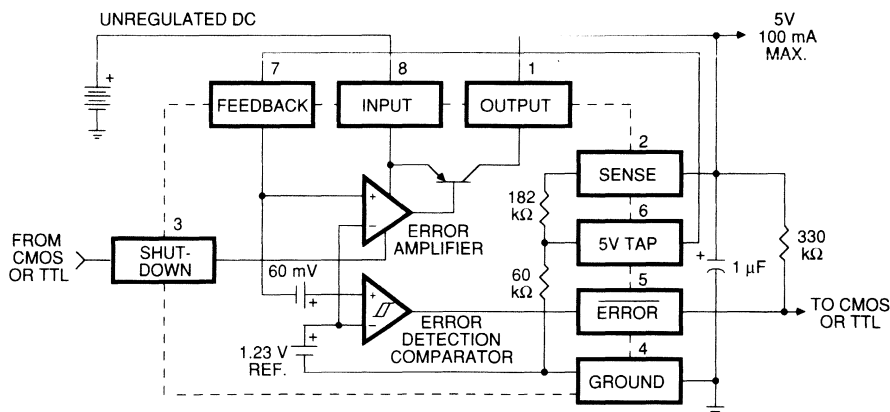 UNREGULATED DC
5V
100 mA
MAX.
7
8
1
FEEDBACK
INPUT
OUTPUT
2
SENSE
182
kΩ
6
5V TAP
3
FROM
CMOS
OR TTL
SHUT-
DOWN
ERROR
AMPLIFIER
330
kΩ
+
1 µF
60 mV
+
60
kΩ
5
ERROR
TO CMOS
OR TTL
ERROR
DETECTION
COMPARATOR
1.23 V
REF.
+
4
GROUND
+
+
−
+
−